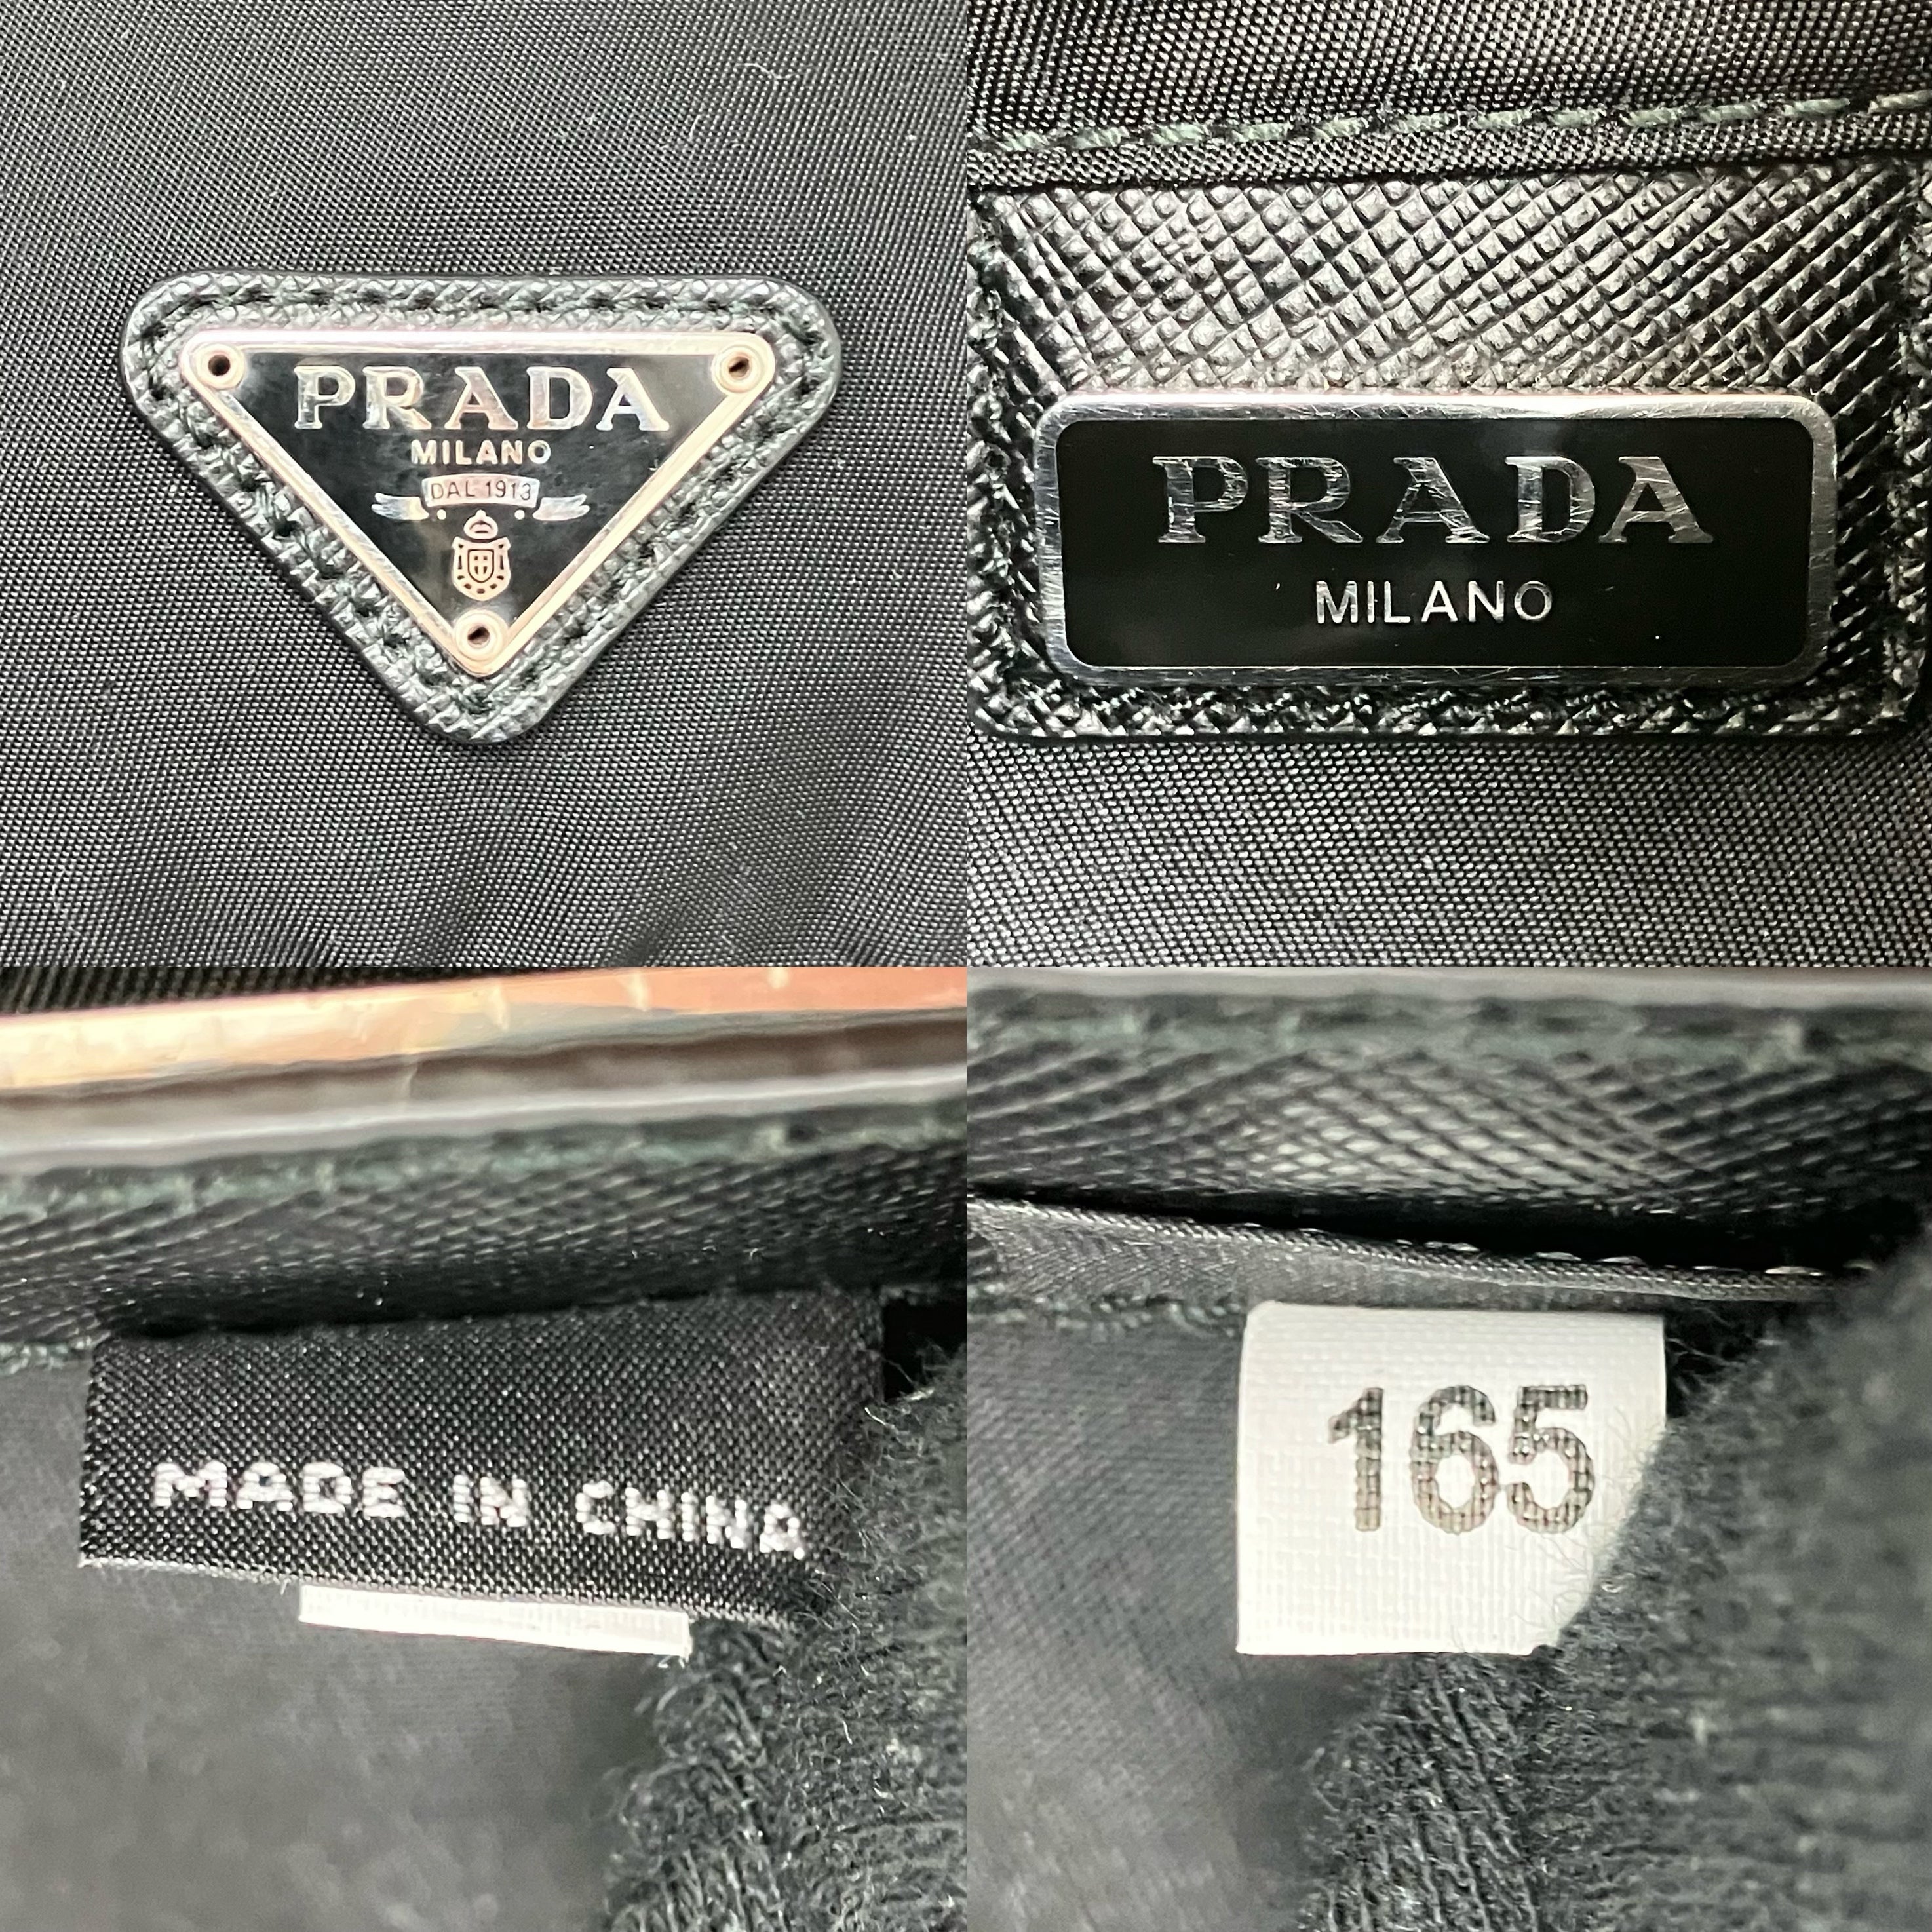 PRADA
MILANO
DAL 1913
PRADA
MILANO
MADE IN CHINA
165